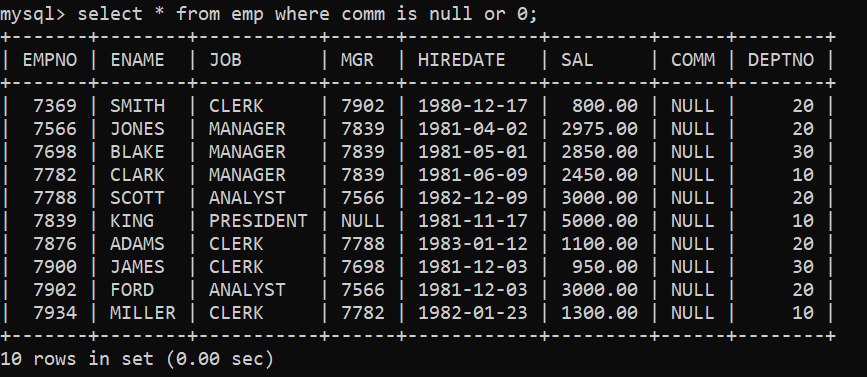 mysql> select * from emp where comm is null or 0;
+-------+--------+-----------+------+------------+---------+------+--------+
| EMPNO | ENAME  | JOB       | MGR  | HIREDATE   | SAL     | COMM | DEPTNO |
+-------+--------+-----------+------+------------+---------+------+--------+
|  7369 | SMITH  | CLERK     | 7902 | 1980-12-17 |  800.00 | NULL |     20 |
|  7566 | JONES  | MANAGER   | 7839 | 1981-04-02 | 2975.00 | NULL |     20 |
|  7698 | BLAKE  | MANAGER   | 7839 | 1981-05-01 | 2850.00 | NULL |     30 |
|  7782 | CLARK  | MANAGER   | 7839 | 1981-06-09 | 2450.00 | NULL |     10 |
|  7788 | SCOTT  | ANALYST   | 7566 | 1982-12-09 | 3000.00 | NULL |     20 |
|  7839 | KING   | PRESIDENT | NULL | 1981-11-17 | 5000.00 | NULL |     10 |
|  7876 | ADAMS  | CLERK     | 7788 | 1983-01-12 | 1100.00 | NULL |     20 |
|  7900 | JAMES  | CLERK     | 7698 | 1981-12-03 |  950.00 | NULL |     30 |
|  7902 | FORD   | ANALYST   | 7566 | 1981-12-03 | 3000.00 | NULL |     20 |
|  7934 | MILLER | CLERK     | 7782 | 1982-01-23 | 1300.00 | NULL |     10 |
+-------+--------+-----------+------+------------+---------+------+--------+
10 rows in set (0.00 sec)